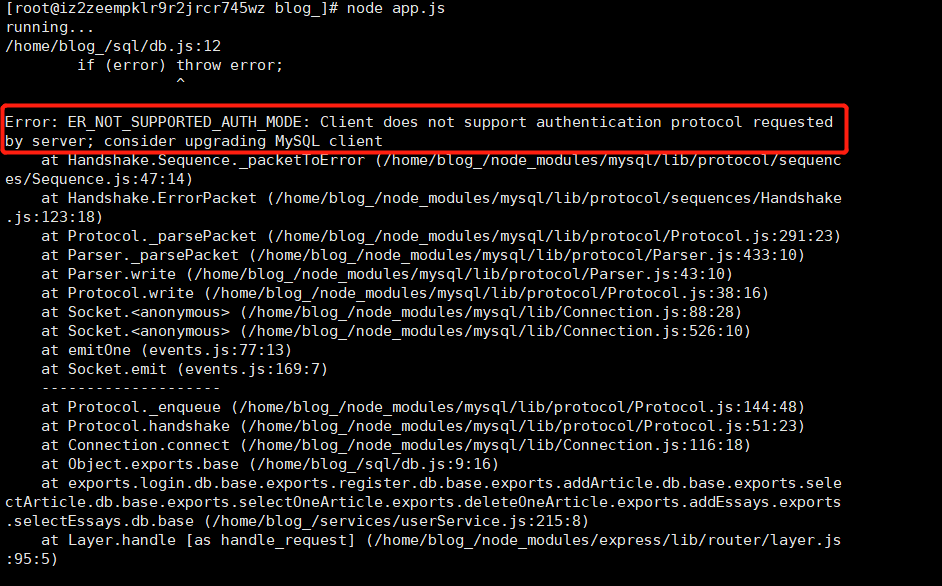 [root@iz2zeempklr9r2jrcr745wz blog_]# node app.js
running...
/home/blog_/sql/db.js:12
        if (error) throw error;
                   ^
Error: ER_NOT_SUPPORTED_AUTH_MODE: Client does not support authentication protocol requested
by server; consider upgrading MySQL client
    at Handshake.Sequence._packetToError (/home/blog_/node_modules/mysql/lib/protocol/sequenc
es/Sequence.js:47:14)
    at Handshake.ErrorPacket (/home/blog_/node_modules/mysql/lib/protocol/sequences/Handshake
.js:123:18)
    at Protocol._parsePacket (/home/blog_/node_modules/mysql/lib/protocol/Protocol.js:291:23)
    at Parser._parsePacket (/home/blog_/node_modules/mysql/lib/protocol/Parser.js:433:10)
    at Parser.write (/home/blog_/node_modules/mysql/lib/protocol/Parser.js:43:10)
    at Protocol.write (/home/blog_/node_modules/mysql/lib/protocol/Protocol.js:38:16)
    at Socket.<anonymous> (/home/blog_/node_modules/mysql/lib/Connection.js:88:28)
    at Socket.<anonymous> (/home/blog_/node_modules/mysql/lib/Connection.js:526:10)
    at emitOne (events.js:77:13)
    at Socket.emit (events.js:169:7)
    --------------------
    at Protocol._enqueue (/home/blog_/node_modules/mysql/lib/protocol/Protocol.js:144:48)
    at Protocol.handshake (/home/blog_/node_modules/mysql/lib/protocol/Protocol.js:51:23)
    at Connection.connect (/home/blog_/node_modules/mysql/lib/Connection.js:116:18)
    at Object.exports.base (/home/blog_/sql/db.js:9:16)
    at exports.login.db.base.exports.register.db.base.exports.addArticle.db.base.exports.sele
ctArticle.db.base.exports.selectOneArticle.exports.deleteOneArticle.exports.addEssays.exports
.selectEssays.db.base (/home/blog_/services/userService.js:215:8)
    at Layer.handle [as handle_request] (/home/blog_/node_modules/express/lib/router/layer.js
:95:5)